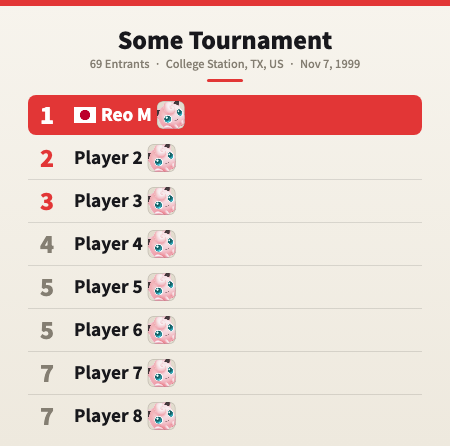 Some Tournament
69 Entrants · College Station, TX, US · Nov 7, 1999
1 Reo M
2 Player 2
3 Player 3
4 Player 4
5 Player 5
5 Player 6
7 Player 7
7 Player 8